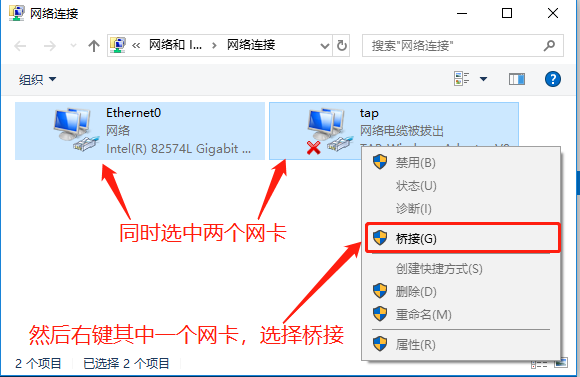 网络连接
« 网络和 I... › 网络连接
搜索"网络连接"
组织
Ethernet0
网络
Intel(R) 82574L Gigabit ...
tap
网络电缆被拔出
禁用(B)
状态(U)
诊断(I)
桥接(G)
创建快捷方式(S)
删除(D)
重命名(M)
属性(R)
同时选中两个网卡
然后右键其中一个网卡，选择桥接
2 个项目 已选择 2 个项目